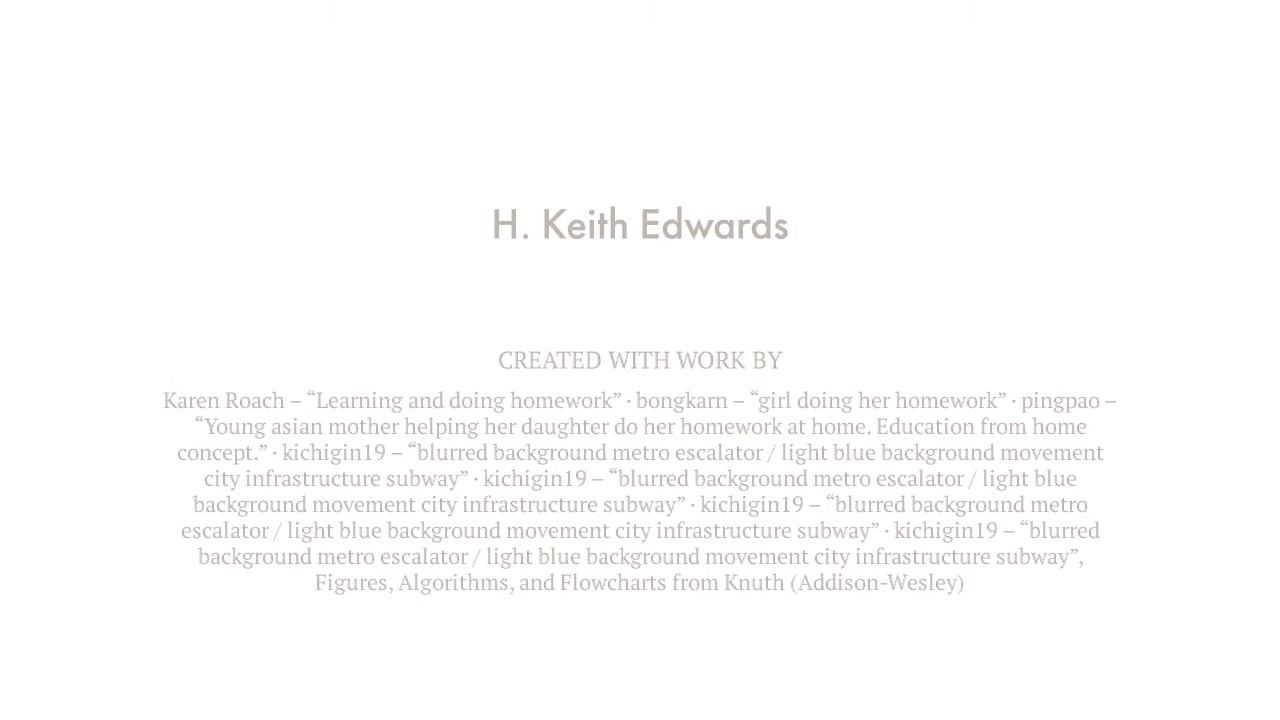 H. Keith Edwards
CREATED WITH WORK BY
Karen Roach – “Learning and doing homework” · bongkarn – “girl doing her homework” · pingpao –
“Young asian mother helping her daughter do her homework at home. Education from home
concept.” · kichigin19 – “blurred background metro escalator / light blue background movement
city infrastructure subway” · kichigin19 – “blurred background metro escalator / light blue
background movement city infrastructure subway” · kichigin19 – “blurred background metro
escalator / light blue background movement city infrastructure subway” · kichigin19 – “blurred
background metro escalator / light blue background movement city infrastructure subway”,
Figures, Algorithms, and Flowcharts from Knuth (Addison-Wesley)